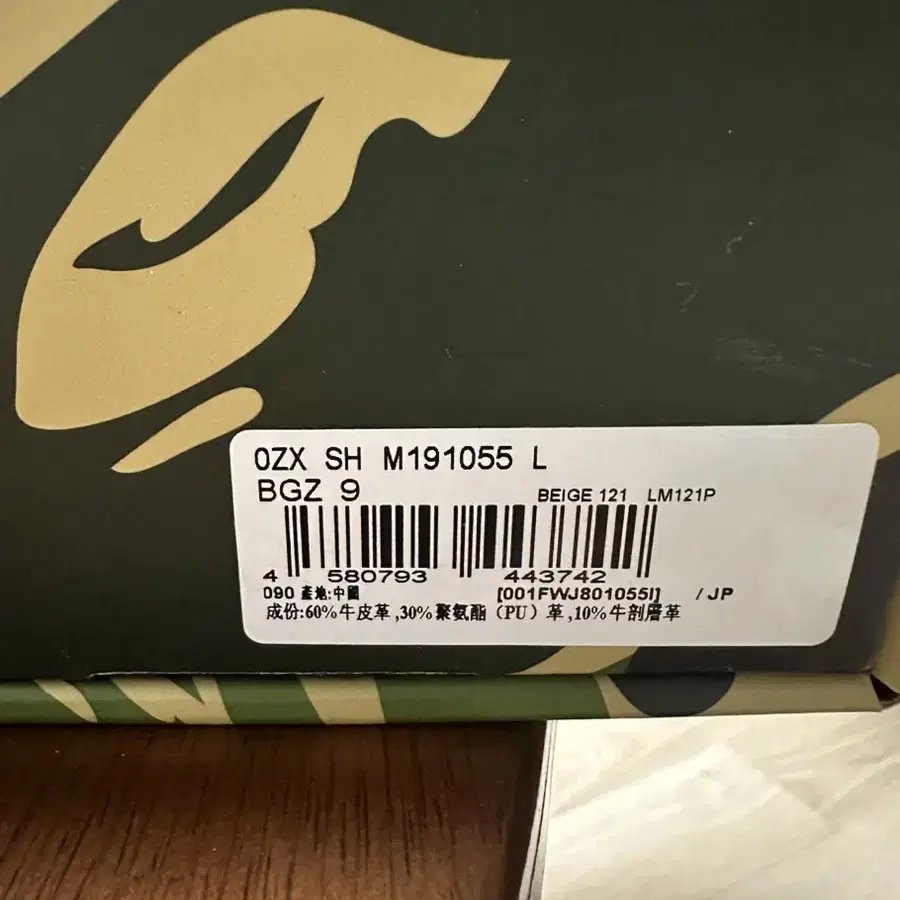 0ZX SH M191055 L
BGZ 9 BEIGE 121 LM121P
4 580793 443742
090 產地:中國 [001FWJ801055I] / JP
成份:60%牛皮革 ,30%聚氨酯（PU）革 ,10%牛剖層革